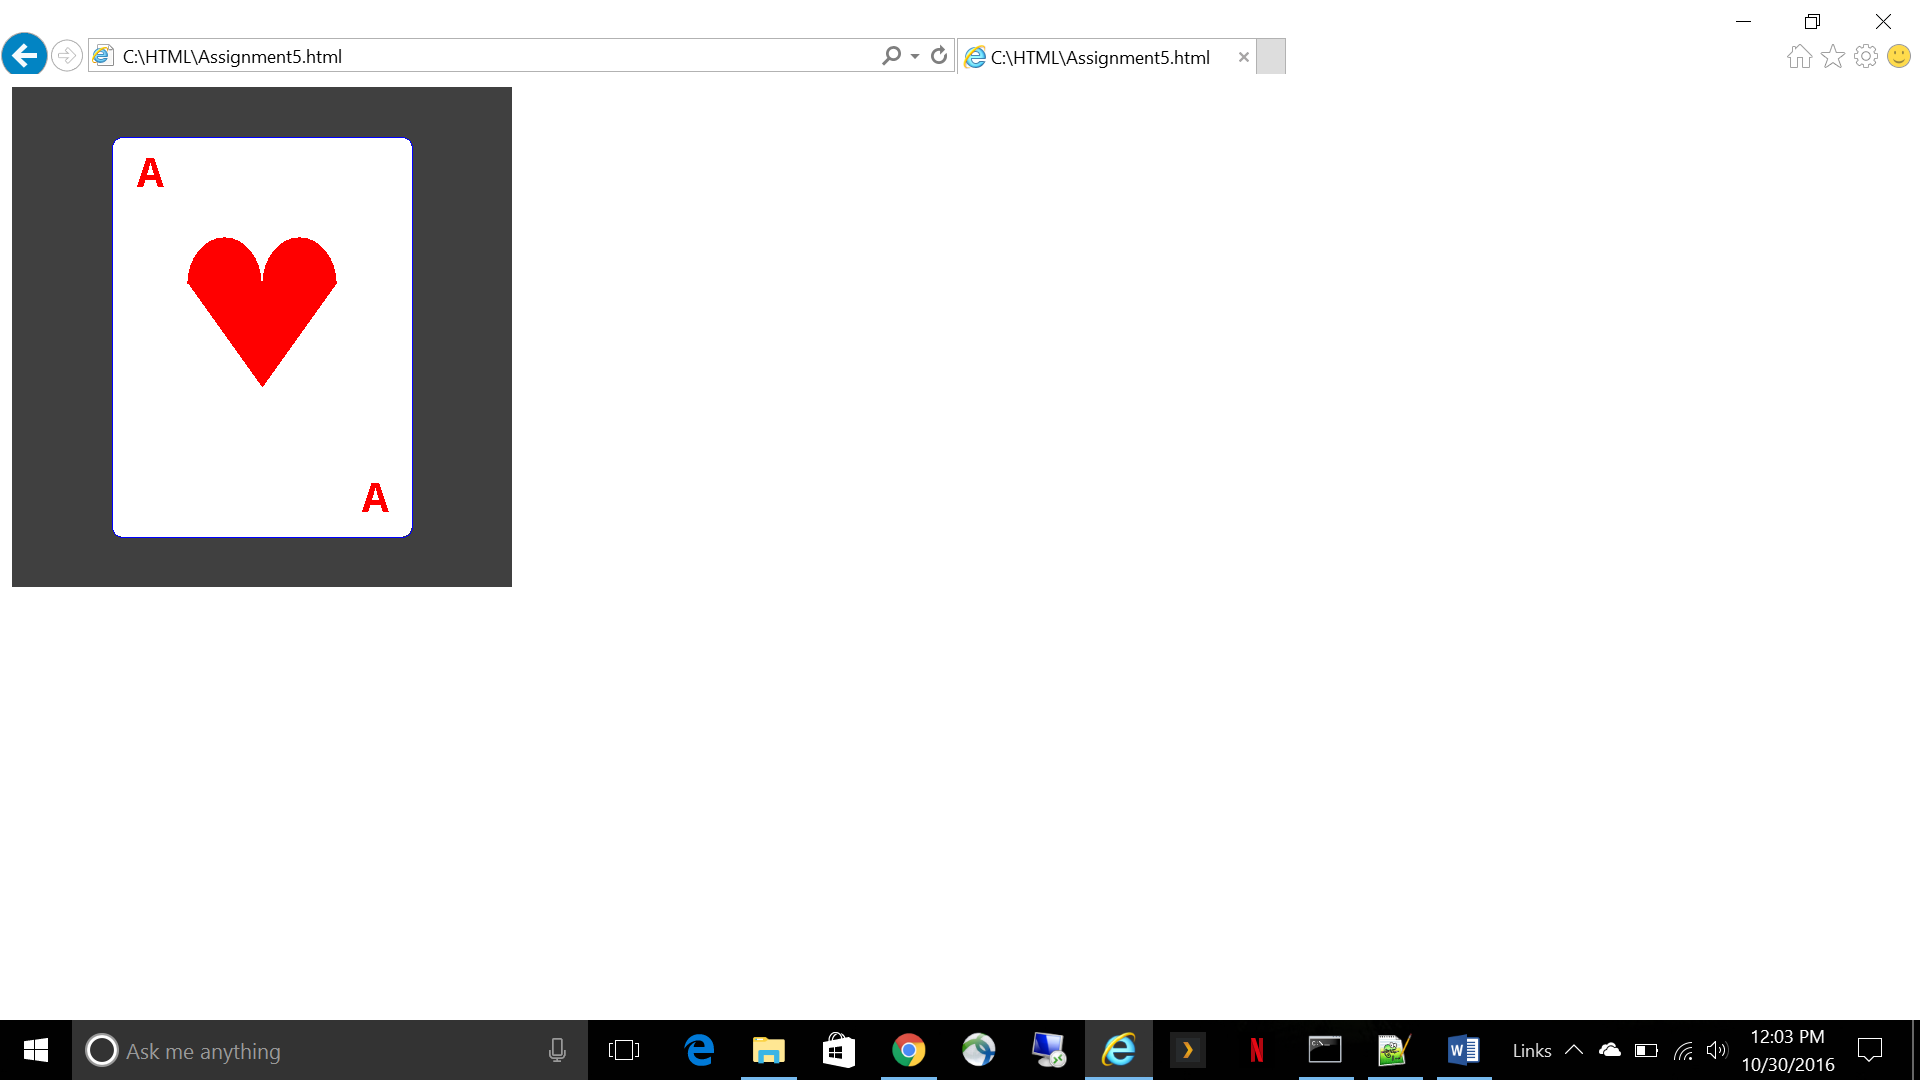 C:\HTML\Assignment5.html
C:\HTML\Assignment5.html
A
A
Ask me anything
Links
12:03 PM
10/30/2016